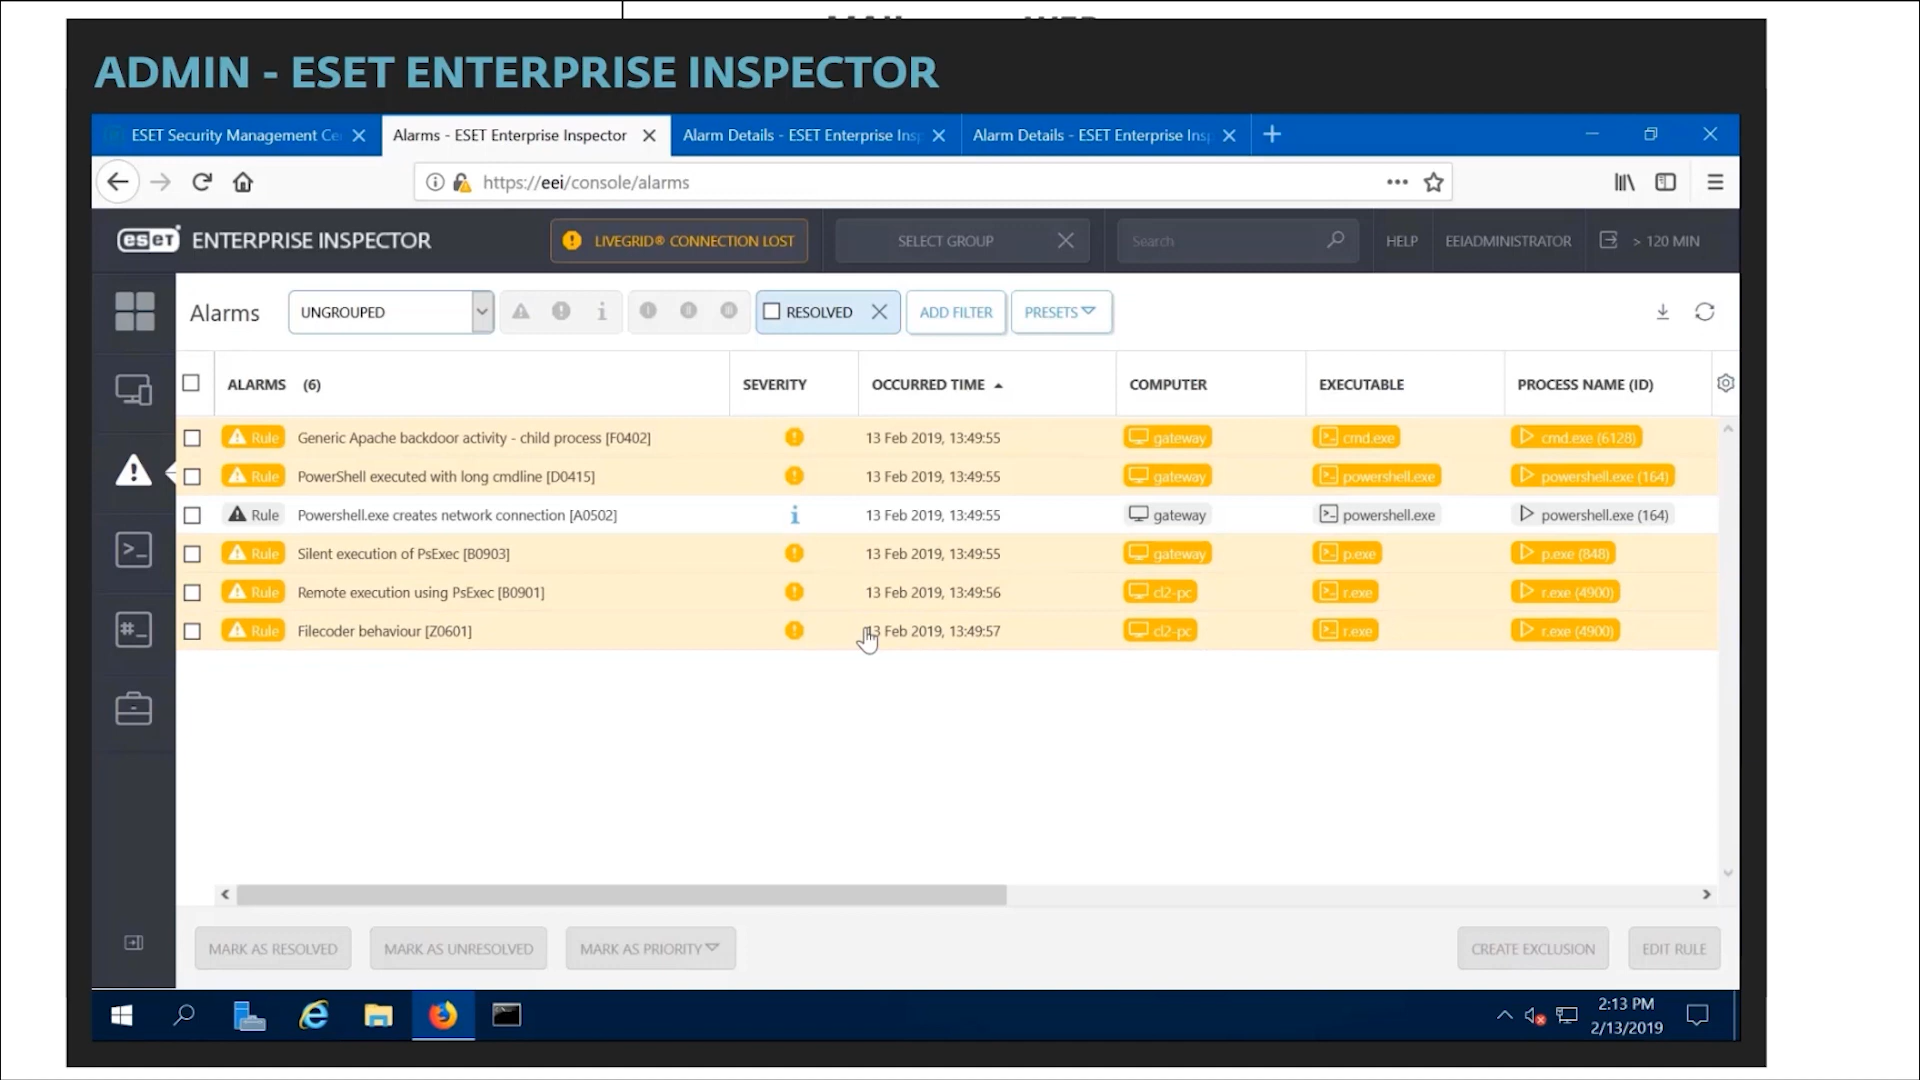 ADMIN - ESET ENTERPRISE INSPECTOR
ESET Security Management Ce
Alarms - ESET Enterprise Inspector
Alarm Details - ESET Enterprise Insp
Alarm Details - ESET Enterprise Insp
https://eei/console/alarms
eset ENTERPRISE INSPECTOR
LIVEGRID® CONNECTION LOST
SELECT GROUP
Search
HELP
EEIADMINISTRATOR
> 120 MIN
Alarms
UNGROUPED
RESOLVED
ADD FILTER
PRESETS
ALARMS (6) SEVERITY OCCURRED TIME COMPUTER EXECUTABLE PROCESS NAME (ID)
Rule Generic Apache backdoor activity - child process [F0402] 13 Feb 2019, 13:49:55 gateway cmd.exe cmd.exe (6128)
Rule PowerShell executed with long cmdline [D0415] 13 Feb 2019, 13:49:55 gateway powershell.exe powershell.exe (164)
Rule Powershell.exe creates network connection [A0502] 13 Feb 2019, 13:49:55 gateway powershell.exe powershell.exe (164)
Rule Silent execution of PsExec [B0903] 13 Feb 2019, 13:49:55 gateway p.exe p.exe (848)
Rule Remote execution using PsExec [B0901] 13 Feb 2019, 13:49:56 cl2-pc r.exe r.exe (4900)
Rule Filecoder behaviour [Z0601] 13 Feb 2019, 13:49:57 cl2-pc r.exe r.exe (4900)
MARK AS RESOLVED
MARK AS UNRESOLVED
MARK AS PRIORITY
CREATE EXCLUSION
EDIT RULE
2:13 PM
2/13/2019